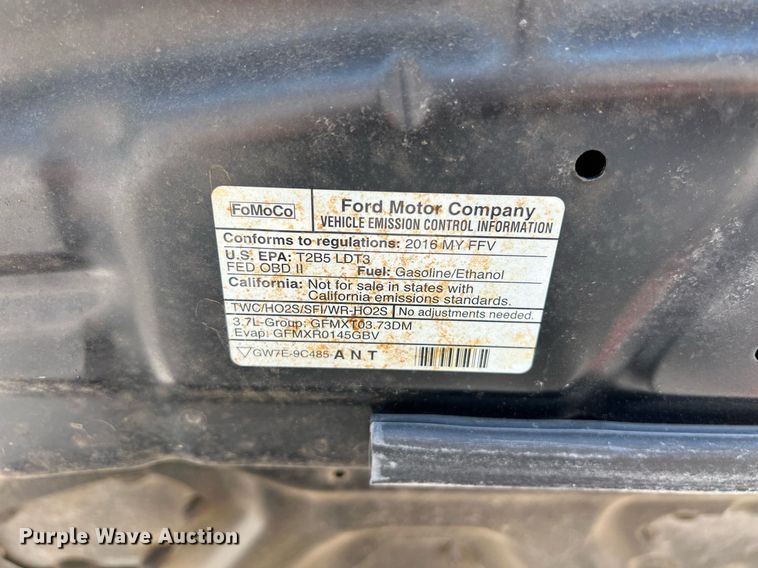 FoMoCo
Ford Motor Company
VEHICLE EMISSION CONTROL INFORMATION
Conforms to regulations: 2016 MY FFV
U.S. EPA: T2B5 LDT3
FED OBD II Fuel: Gasoline/Ethanol
California: Not for sale in states with
California emissions standards.
TWC/HO2S/SFI/WR-HO2S No adjustments needed.
3.7L-Group: GFMXT03.73DM
Evap: GFMXR0145GBV
GW7E-9C485-ANT
Purple Wave Auction